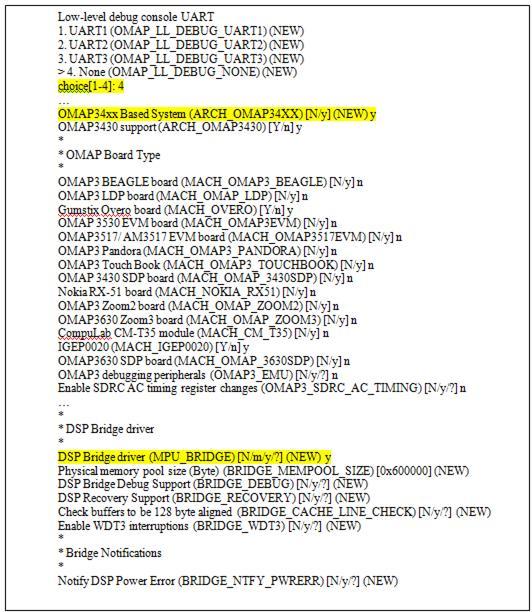 Low-level debug console UART
1. UART1 (OMAP_LL_DEBUG_UART1) (NEW)
2. UART2 (OMAP_LL_DEBUG_UART2) (NEW)
3. UART3 (OMAP_LL_DEBUG_UART3) (NEW)
> 4. None (OMAP_LL_DEBUG_NONE) (NEW)
choice[1-4]: 4
...
OMAP34xx Based System (ARCH_OMAP34XX) [N/y] (NEW) y
OMAP3430 support (ARCH_OMAP3430) [Y/n] y
*
* OMAP Board Type
*
OMAP3 BEAGLE board (MACH_OMAP3_BEAGLE) [N/y] n
OMAP3 LDP board (MACH_OMAP_LDP) [N/y] n
Gumstix Overo board (MACH_OVERO) [Y/n] y
OMAP 3530 EVM board (MACH_OMAP3EVM) [N/y] n
OMAP3517/ AM3517 EVM board (MACH_OMAP3517EVM) [N/y] n
OMAP3 Pandora (MACH_OMAP3_PANDORA) [N/y] n
OMAP3 Touch Book (MACH_OMAP3_TOUCHBOOK) [N/y] n
OMAP 3430 SDP board (MACH_OMAP_3430SDP) [N/y] n
Nokia RX-51 board (MACH_NOKIA_RX51) [N/y] n
OMAP3 Zoom2 board (MACH_OMAP_ZOOM2) [N/y] n
OMAP3630 Zoom3 board (MACH_OMAP_ZOOM3) [N/y] n
CompuLab CM-T35 module (MACH_CM_T35) [N/y] n
IGEP0020 (MACH_IGEP0020) [Y/n] y
OMAP3630 SDP board (MACH_OMAP_3630SDP) [N/y] n
OMAP3 debugging peripherals (OMAP3_EMU) [N/y/?] n
Enable SDRC AC timing register changes (OMAP3_SDRC_AC_TIMING) [N/y/?] n
...
*
* DSP Bridge driver
*
DSP Bridge driver (MPU_BRIDGE) [N/m/y/?] (NEW) y
Physical memory pool size (Byte) (BRIDGE_MEMPOOL_SIZE) [0x600000] (NEW)
DSP Bridge Debug Support (BRIDGE_DEBUG) [N/y/?] (NEW)
DSP Recovery Support (BRIDGE_RECOVERY) [N/y/?] (NEW)
Check buffers to be 128 byte aligned (BRIDGE_CACHE_LINE_CHECK) [N/y/?] (NEW)
Enable WDT3 interruptions (BRIDGE_WDT3) [N/y/?] (NEW)
*
* Bridge Notifications
*
Notify DSP Power Error (BRIDGE_NTFY_PWRERR) [N/y/?] (NEW)